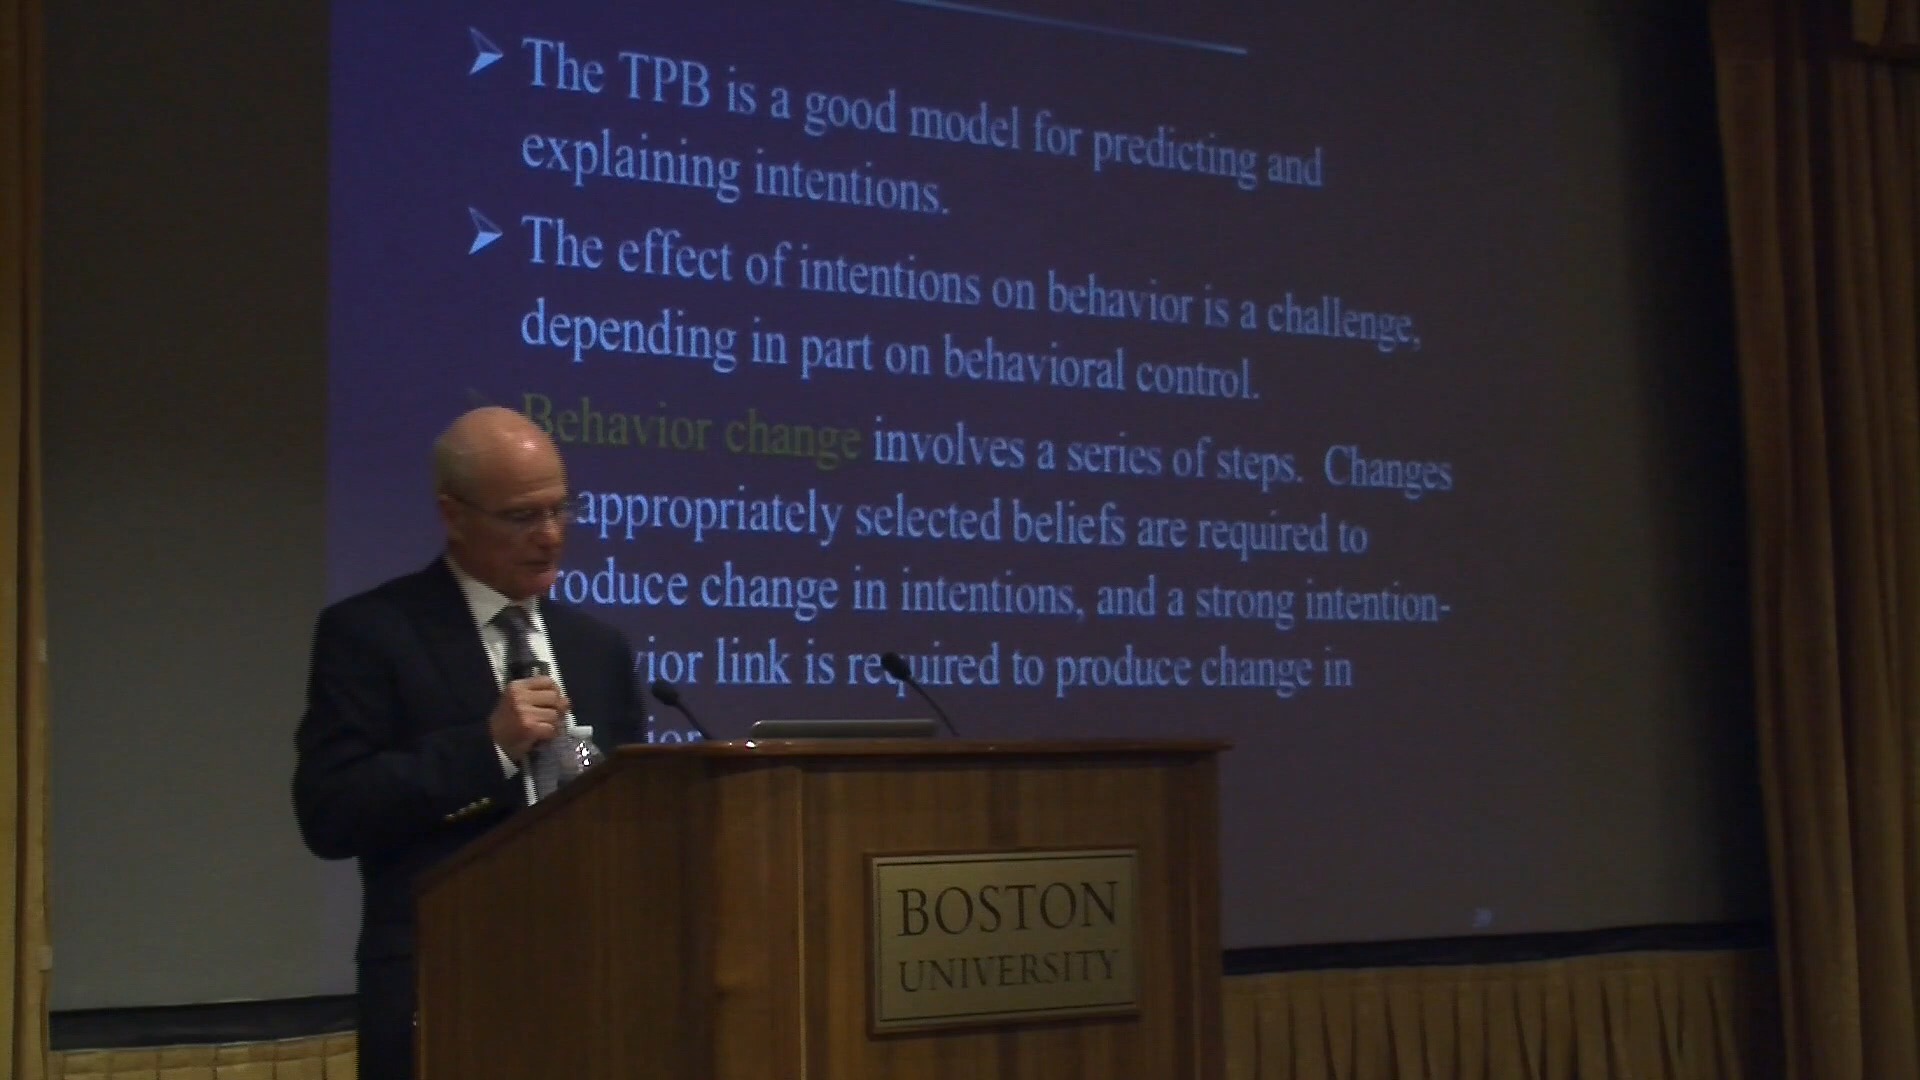 The TPB is a good model for predicting and
explaining intentions.
The effect of intentions on behavior is a challenge,
depending in part on behavioral control.
Behavior change involves a series of steps. Changes
appropriately selected beliefs are required to
roduce change in intentions, and a strong intention-
vior link is required to produce change in
ior
BOSTON
UNIVERSITY